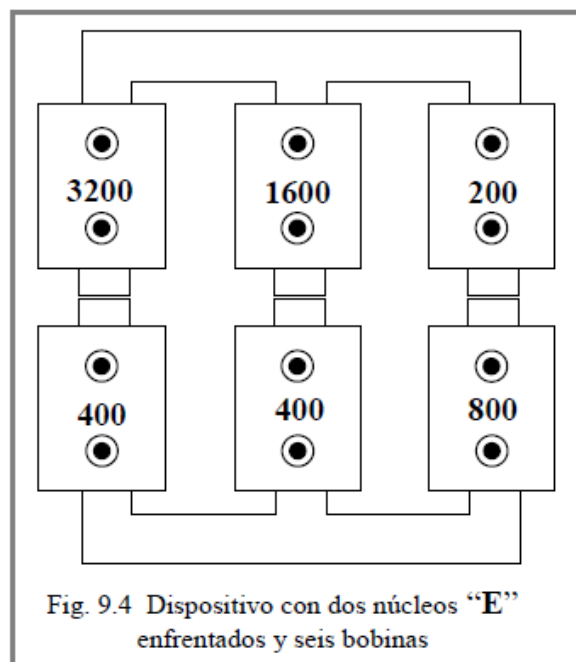 3200 1600 200
400 400 800
Fig. 9.4 Dispositivo con dos núcleos “E”
enfrentados y seis bobinas